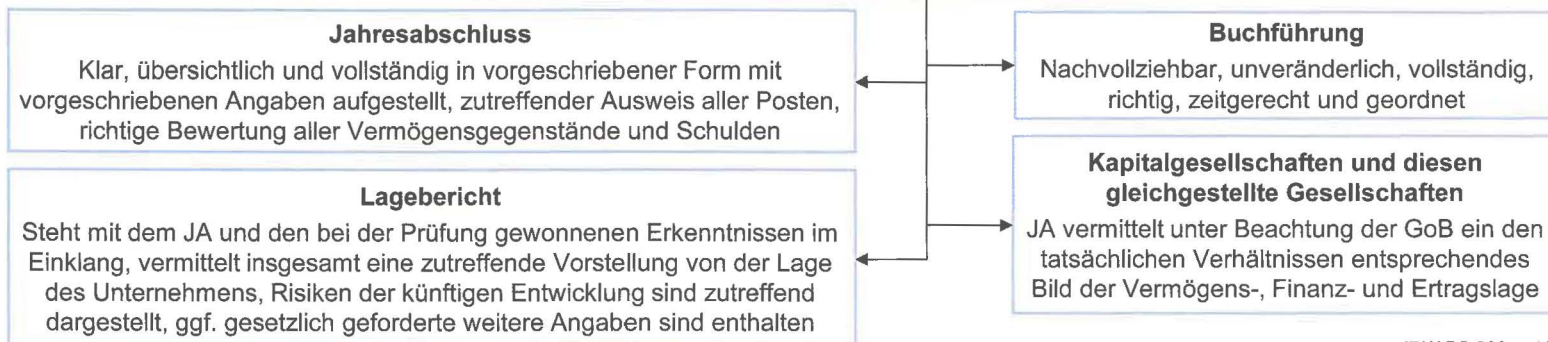 Jahresabschluss
Klar, übersichtlich und vollständig in vorgeschriebener Form mit
vorgeschriebenen Angaben aufgestellt, zutreffender Ausweis aller Posten,
richtige Bewertung aller Vermögensgegenstände und Schulden
Buchführung
Nachvollziehbar, unveränderlich, vollständig,
richtig, zeitgerecht und geordnet
Lagebericht
Steht mit dem JA und den bei der Prüfung gewonnenen Erkenntnissen im
Einklang, vermittelt insgesamt eine zutreffende Vorstellung von der Lage
des Unternehmens, Risiken der künftigen Entwicklung sind zutreffend
dargestellt, ggf. gesetzlich geforderte weitere Angaben sind enthalten
Kapitalgesellschaften und diesen
gleichgestellte Gesellschaften
JA vermittelt unter Beachtung der GoB ein den
tatsächlichen Verhältnissen entsprechendes
Bild der Vermögens-, Finanz- und Ertragslage